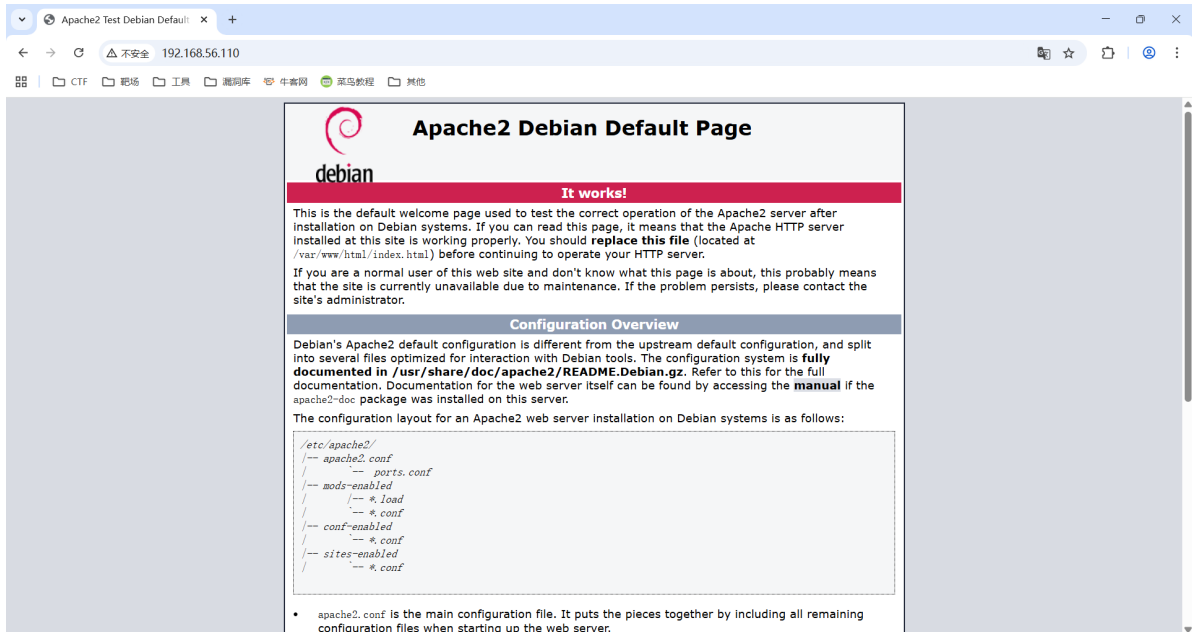 Apache2 Test Debian Default
不安全 192.168.56.110
CTF 靶场 工具 漏洞库 牛客网 菜鸟教程 其他
debian
Apache2 Debian Default Page
It works!
This is the default welcome page used to test the correct operation of the Apache2 server after
installation on Debian systems. If you can read this page, it means that the Apache HTTP server
installed at this site is working properly. You should replace this file (located at
/var/www/html/index.html) before continuing to operate your HTTP server.
If you are a normal user of this web site and don't know what this page is about, this probably means
that the site is currently unavailable due to maintenance. If the problem persists, please contact the
site's administrator.
Configuration Overview
Debian's Apache2 default configuration is different from the upstream default configuration, and split
into several files optimized for interaction with Debian tools. The configuration system is fully
documented in /usr/share/doc/apache2/README.Debian.gz. Refer to this for the full
documentation. Documentation for the web server itself can be found by accessing the manual if the
apache2-doc package was installed on this server.
The configuration layout for an Apache2 web server installation on Debian systems is as follows:
/etc/apache2/
|-- apache2.conf
|       `--  ports.conf
|-- mods-enabled
|       |-- *.load
|       `-- *.conf
|-- conf-enabled
|       `-- *.conf
|-- sites-enabled
|       `-- *.conf
• apache2.conf is the main configuration file. It puts the pieces together by including all remaining
configuration files when starting up the web server.